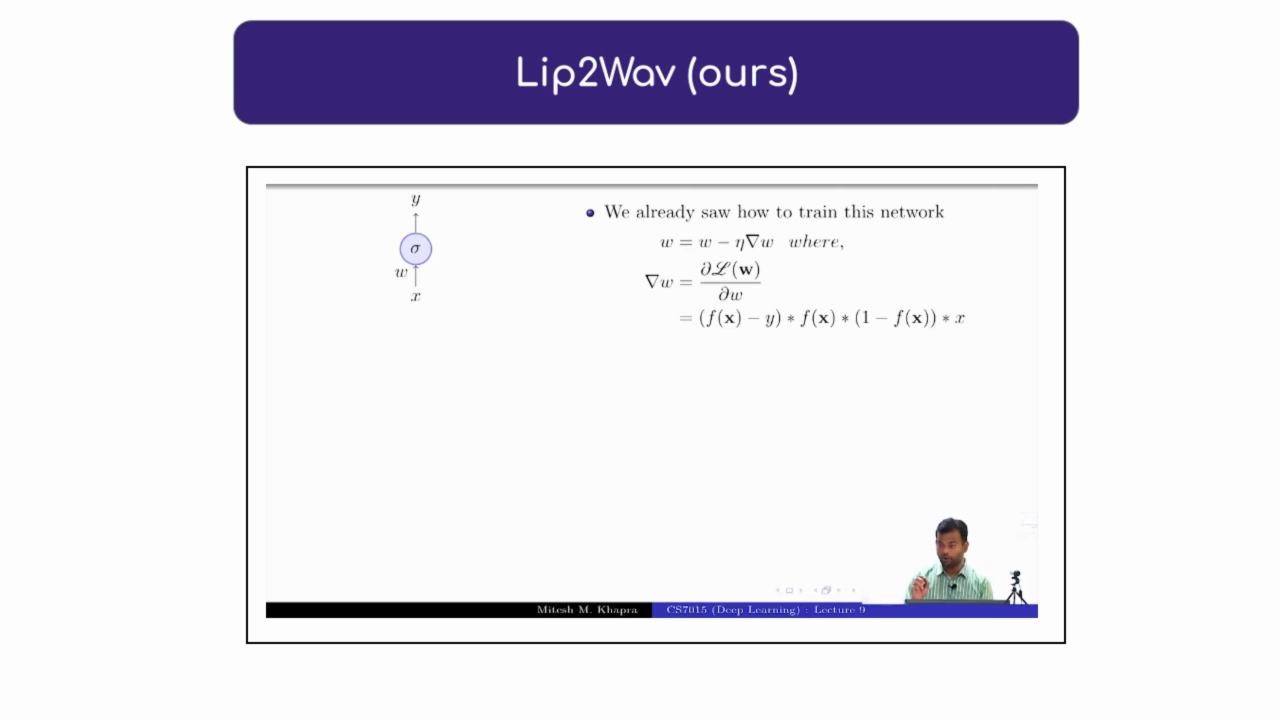 Lip2Wav (ours)
y
σ
w
x
We already saw how to train this network
w = w − η∇w where,
∇w = ∂ℒ(w)
∂w
= (f(x) − y) ∗ f(x) ∗ (1 − f(x)) ∗ x
Mitesh M. Khapra CS7015 (Deep Learning) : Lecture 9